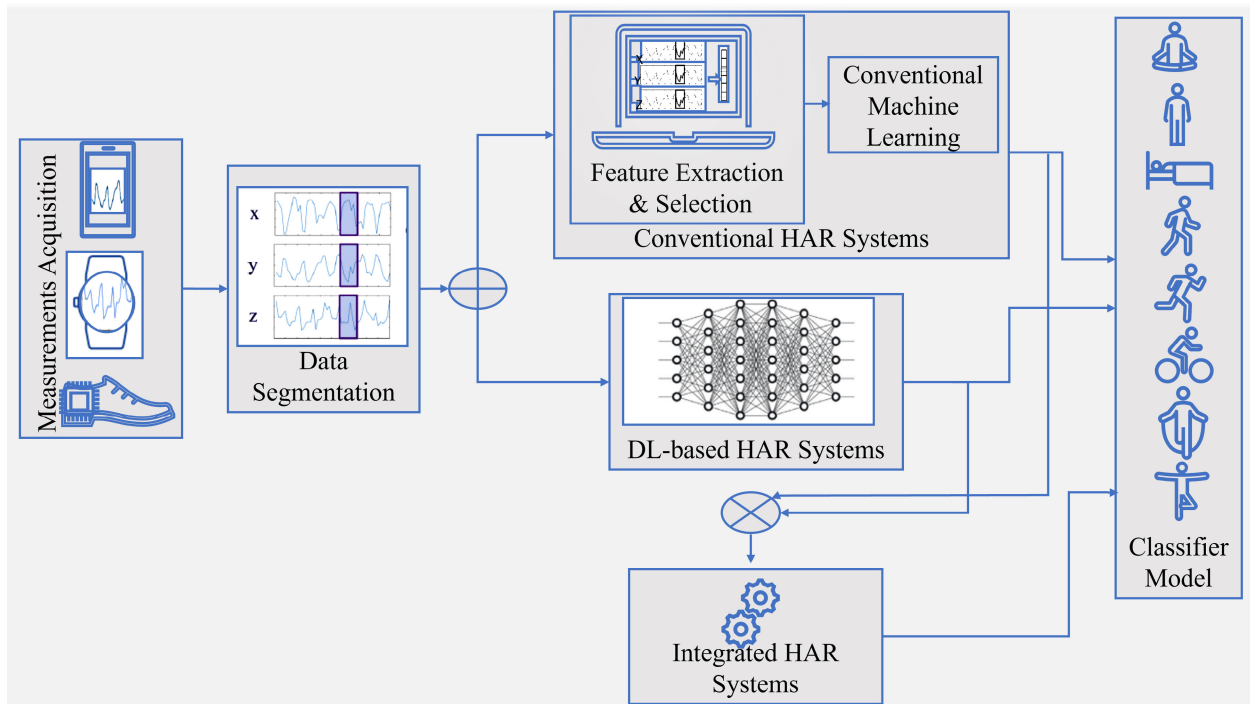 Measurements Acquisition
x
y
z
Data
Segmentation
X
Y
Z
Feature Extraction
& Selection
Conventional
Machine
Learning
Conventional HAR Systems
DL-based HAR Systems
Integrated HAR
Systems
Classifier
Model